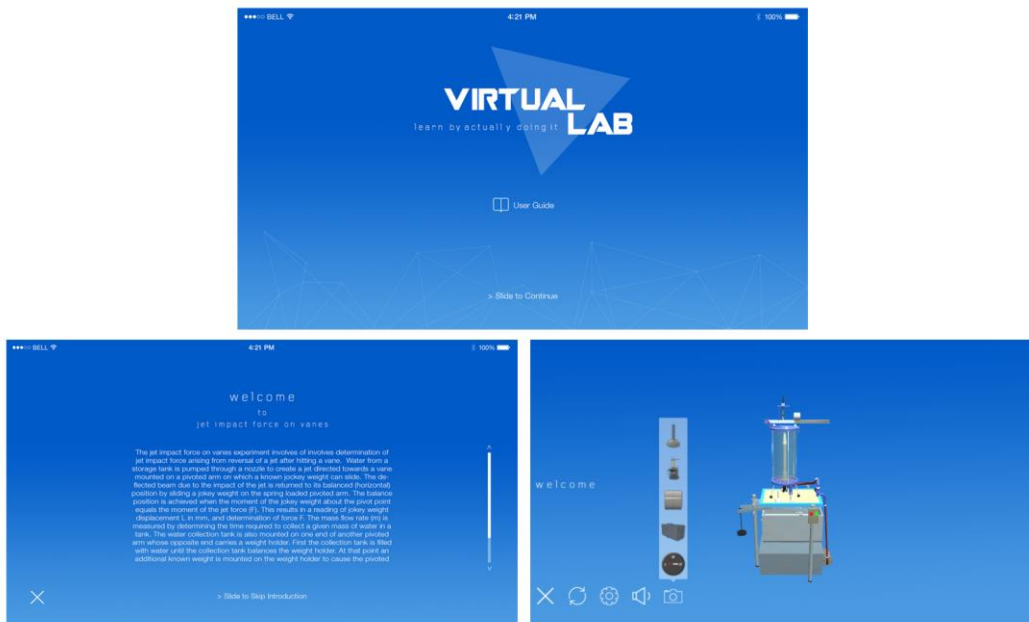 BELL 4:21 PM 100%
VIRTUAL
learn by actually doing it LAB
User Guide
> Slide to Continue
BELL 4:21 PM 100%
welcome
to
jet impact force on vanes
The jet impact force on vanes experiment involves of involves determination of
jet impact force arising from reversal of a jet after hitting a vane. Water from a
storage tank is pumped through a nozzle to create a jet directed towards a vane
mounted on a pivoted arm on which a known jockey weight can slide. The de-
flected beam due to the impact of the jet is returned to its balanced (horizontal)
position by sliding a jokey weight on the spring loaded pivoted arm. The balance
position is achieved when the moment of the jokey weight about the pivot point
equals the moment of the jet force (F). This results in a reading of jokey weight
displacement L in mm, and determination of force F. The mass flow rate (m) is
measured by determining the time required to collect a given mass of water in a
tank. The water collection tank is also mounted on one end of another pivoted
arm whose opposite end carries a weight holder. First the collection tank is filled
with water until the collection tank balances the weight holder. At that point an
additional known weight is mounted on the weight holder to cause the pivoted
> Slide to Skip Introduction
welcome